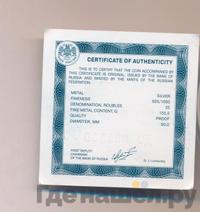 CERTIFICATE OF AUTHENTICITY
THIS IS TO CERTIFY THAT THE COIN ACCOMPANIED BY
THIS CERTIFICATE IS ORIGINAL, ISSUED BY THE BANK OF
RUSSIA AND MINTED BY THE MINTS OF THE RUSSIAN
FEDERATION
METAL SILVER
FINENESS 925/1000
DENOMINATION, ROUBLES 25
FINE METAL CONTENT, G 155,5
QUALITY PROOF
DIAMETER, MM 60,0
FIRST DEPUTY
CHAIRMAN
OF THE BANK OF RUSSIA
гденашел.ру